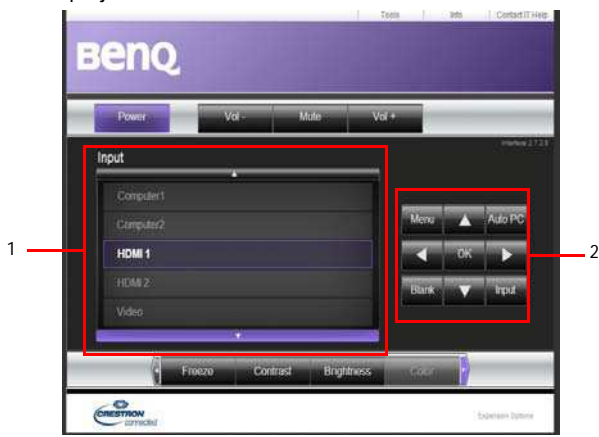 Tools Info Contact IT Help
BenQ
Power Vol - Mute Vol +
Interface 2.7.2.8
Input
Computer1
Computer2
HDMI 1
HDMI 2
Video
Menu Auto PC
OK
Blank Input
1
2
Freeze Contrast Brightness Color
CRESTRON
connected
Expansion Options